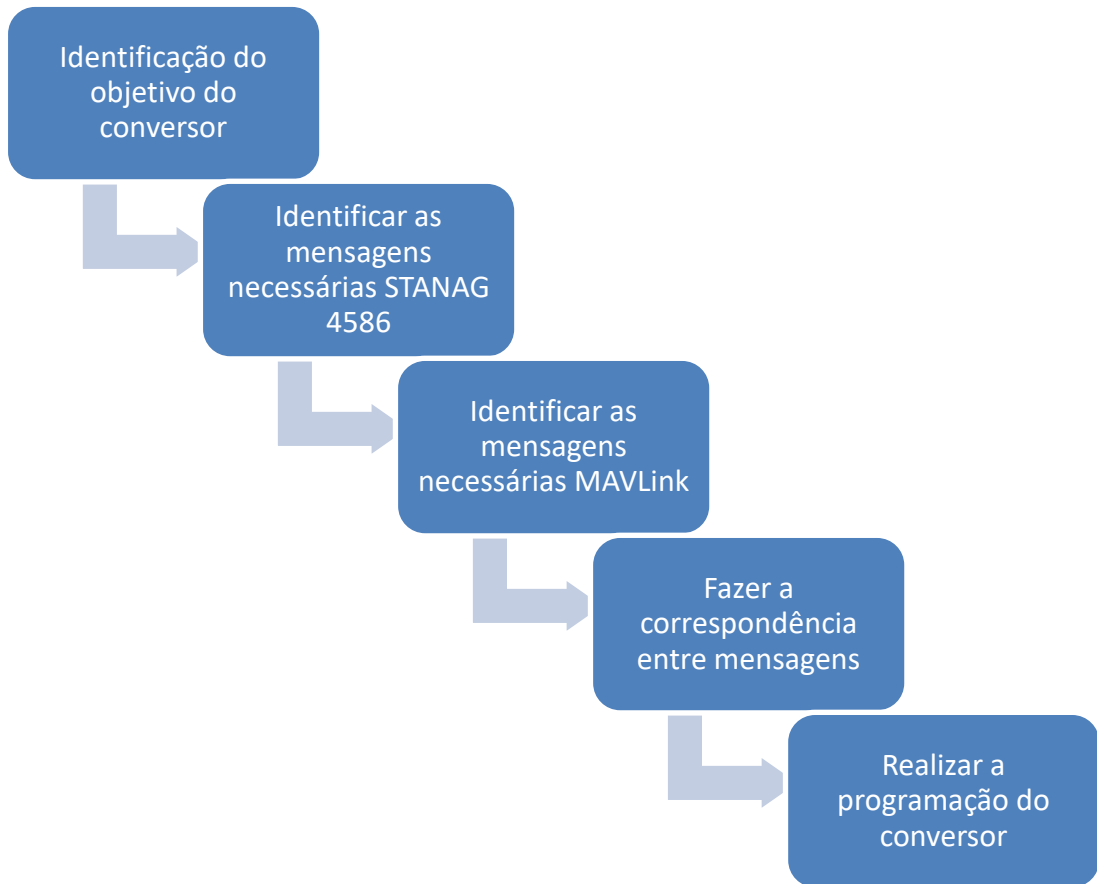 Identificação do
objetivo do
conversor
Identificar as
mensagens
necessárias STANAG
4586
Identificar as
mensagens
necessárias MAVLink
Fazer a
correspondência
entre mensagens
Realizar a
programação do
conversor